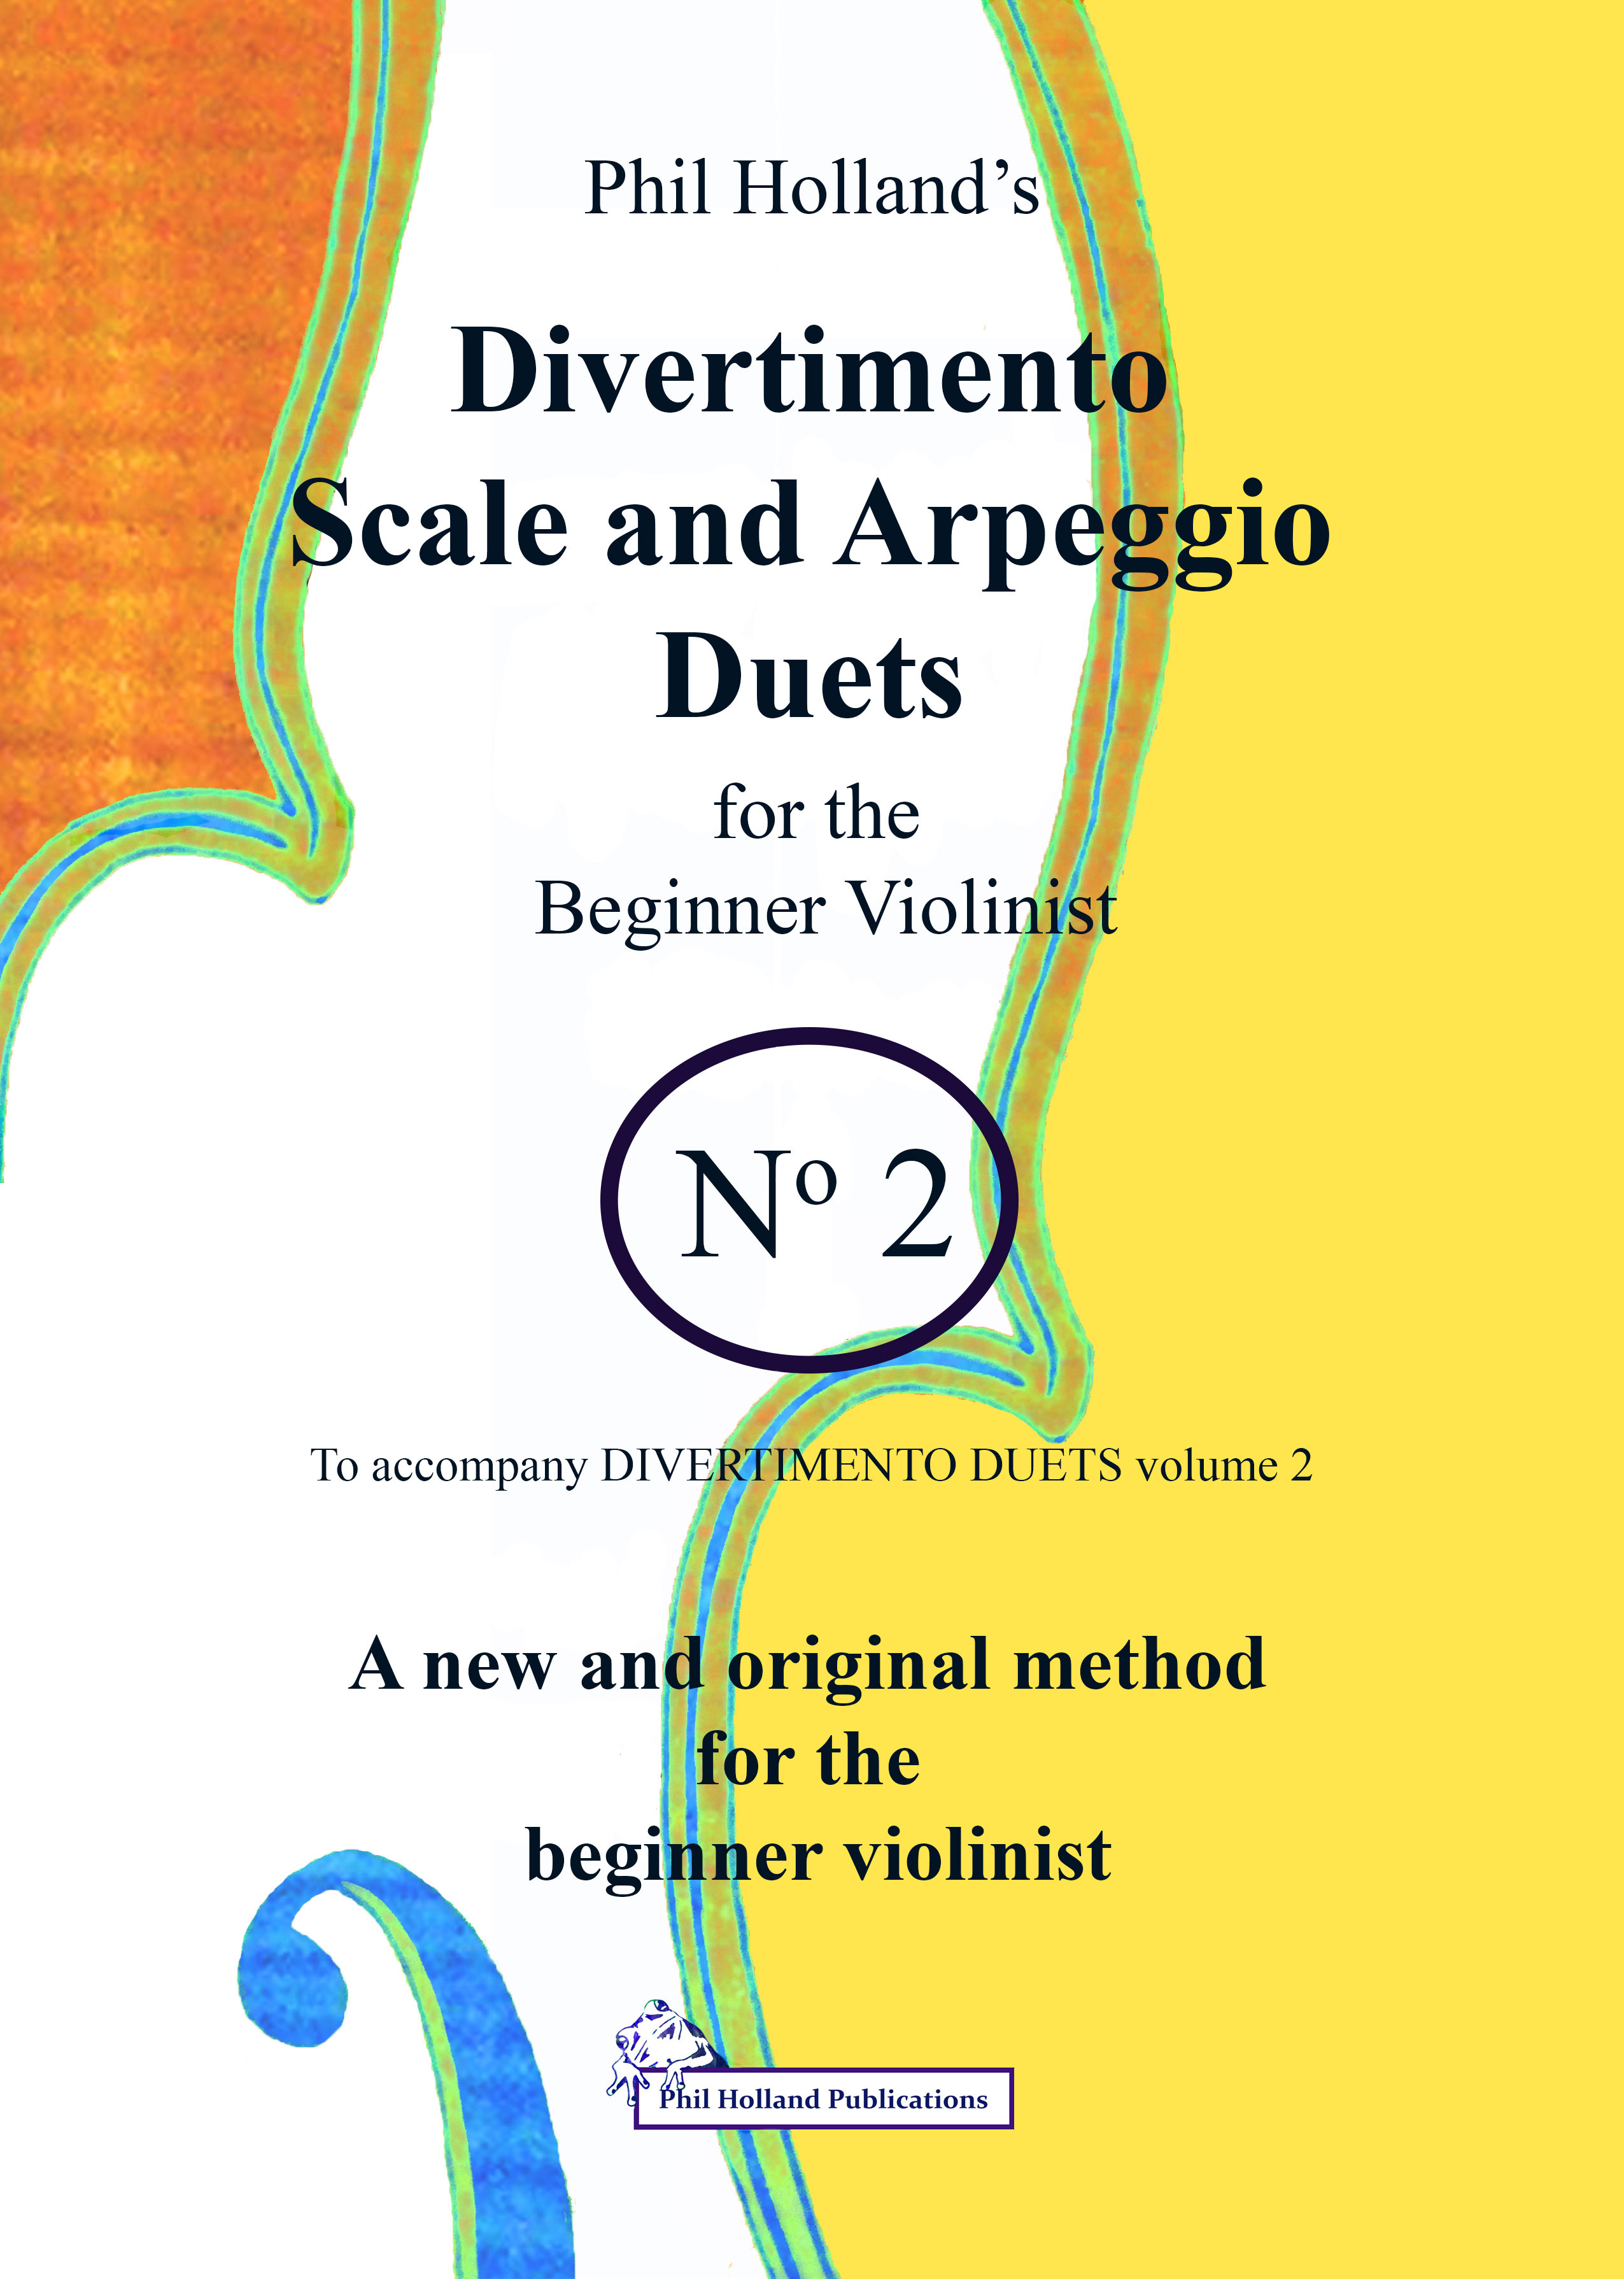 Phil Holland’s
Divertimento
Scale and Arpeggio
Duets
for the
Beginner Violinist
Nº 2
To accompany DIVERTIMENTO DUETS volume 2
A new and original method
for the
beginner violinist
Phil Holland Publications